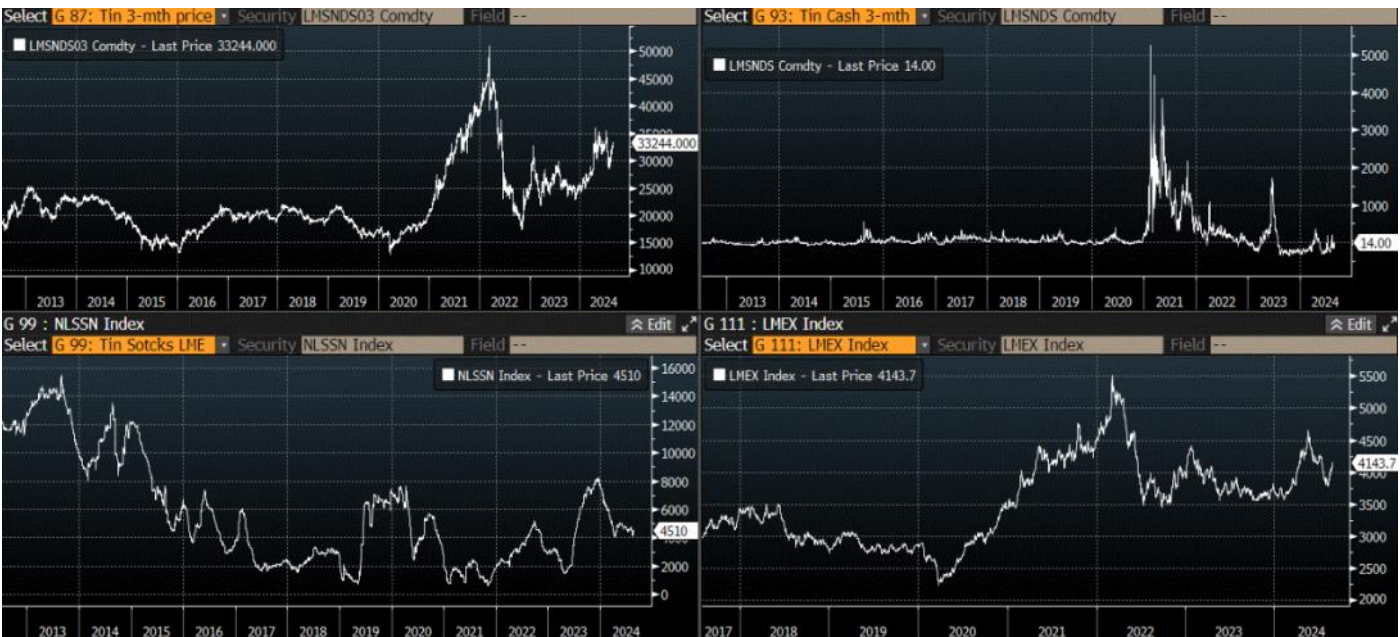 Select G 87: Tin 3-mth price Security LMSNDS03 Comdty Field --
LMSNDS03 Comdty - Last Price 33244.000
50000
45000
40000
35000
33244.000
30000
25000
20000
15000
10000
2013 2014 2015 2016 2017 2018 2019 2020 2021 2022 2023 2024
Select G 93: Tin Cash 3-mth Security LMSNDS Comdty Field --
LMSNDS Comdty - Last Price 14.00
5000
4000
3000
2000
1000
14.00
2013 2014 2015 2016 2017 2018 2019 2020 2021 2022 2023 2024
G 99 : NLSSN Index Edit
Select G 99: Tin Sotcks LME Security NLSSN Index Field --
NLSSN Index - Last Price 4510
16000
14000
12000
10000
8000
6000
4510
4000
2000
0
2013 2014 2015 2016 2017 2018 2019 2020 2021 2022 2023 2024
G 111 : LMEX Index Edit
Select G 111: LMEX Index Security LMEX Index Field --
LMEX Index - Last Price 4143.7
5500
5000
4500
4143.7
4000
3500
3000
2500
2000
2017 2018 2019 2020 2021 2022 2023 2024